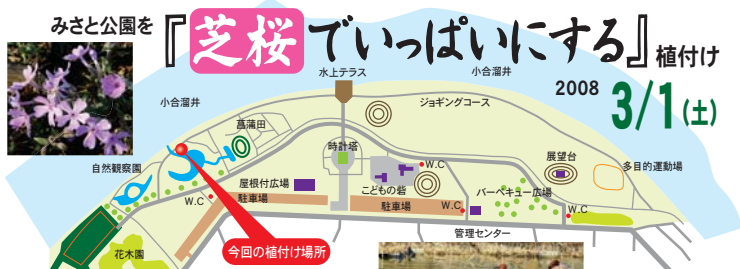 みさと公園を『芝桜でいっぱいにする』植付け
2008 3/1(土)
水上テラス
小合溜井
小合溜井
ジョギングコース
菖蒲田
時計塔
W.C
展望台
自然観察園
多目的運動場
屋根付広場
こどもの砦
バーベキュー広場
W.C
駐車場
駐車場
W.C
W.C
管理センター
今回の植付け場所
花木園